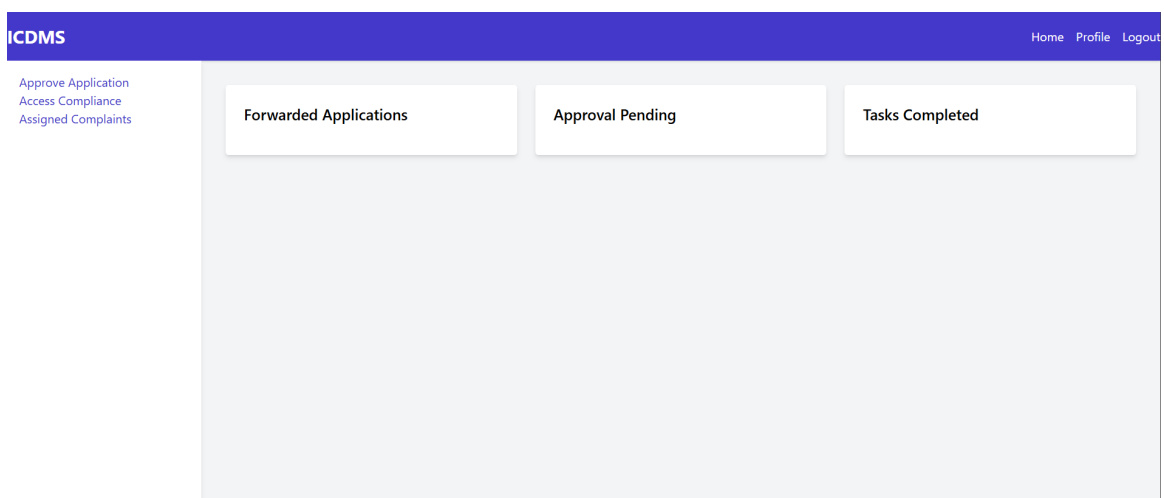 ICDMS
Home Profile Logout
Approve Application
Access Compliance
Assigned Complaints
Forwarded Applications
Approval Pending
Tasks Completed